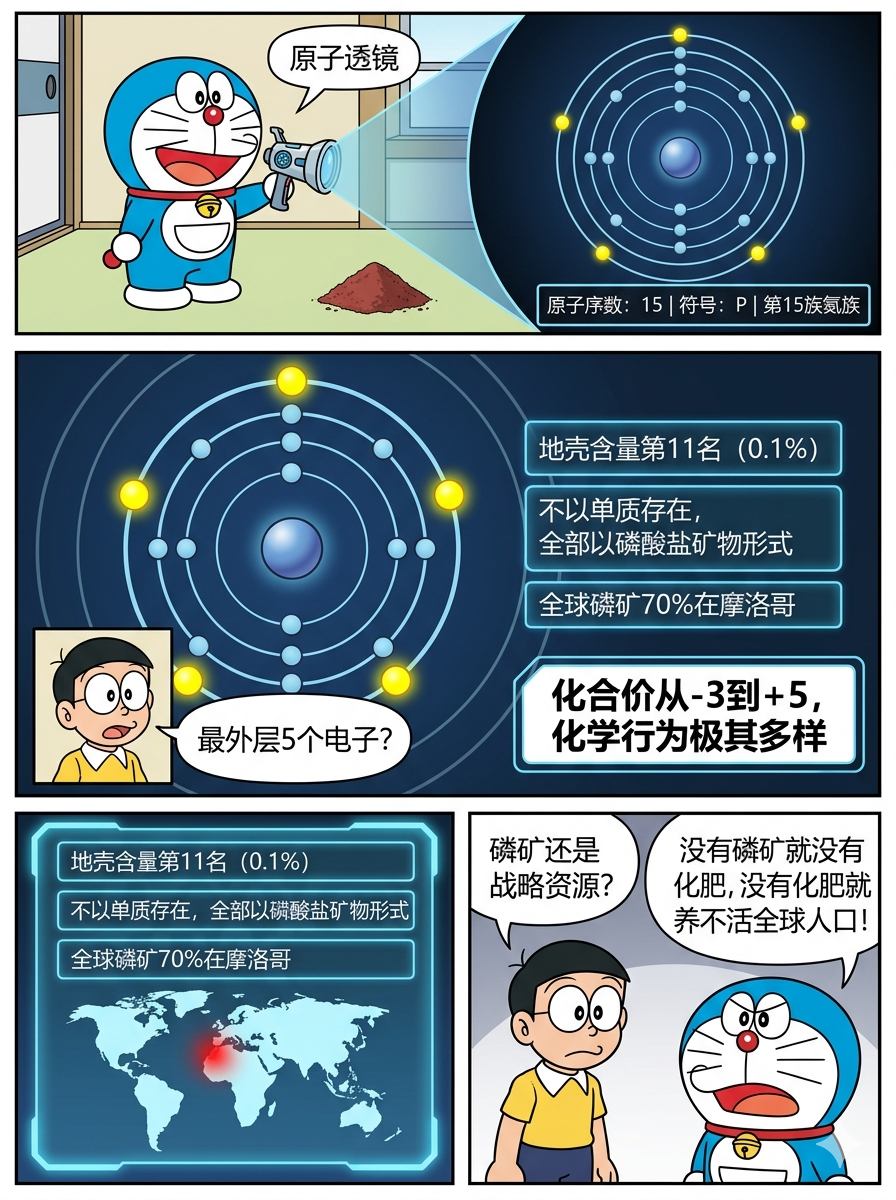 原子透镜
原子序数：15 | 符号：P | 第15族氮族
地壳含量第11名（0.1%）
不以单质存在，
全部以磷酸盐矿物形式
全球磷矿70%在摩洛哥
化合价从-3到+5，
化学行为极其多样
最外层5个电子？
地壳含量第11名（0.1%）
不以单质存在，全部以磷酸盐矿物形式
全球磷矿70%在摩洛哥
磷矿还是
战略资源？
没有磷矿就没有
化肥，没有化肥就
养不活全球人口！